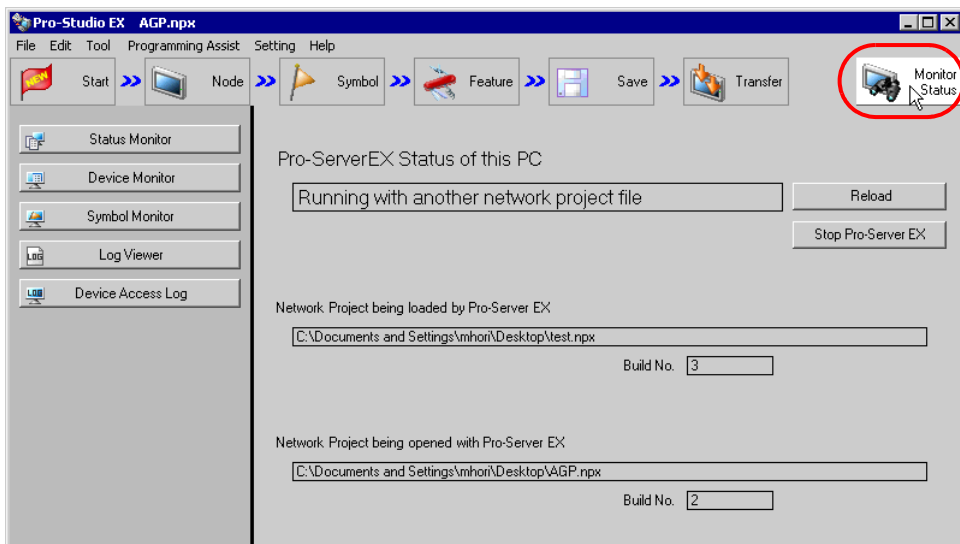 Pro-Studio EX AGP.npx
File Edit Tool Programming Assist Setting Help
NEW Start Node Symbol Feature Save Transfer Monitor Status
Status Monitor
Device Monitor
Symbol Monitor
LOG Log Viewer
LOG Device Access Log
Pro-ServerEX Status of this PC
Running with another network project file
Reload
Stop Pro-Server EX
Network Project being loaded by Pro-Server EX
C:\Documents and Settings\mhori\Desktop\test.npx
Build No. 3
Network Project being opened with Pro-Server EX
C:\Documents and Settings\mhori\Desktop\AGP.npx
Build No. 2